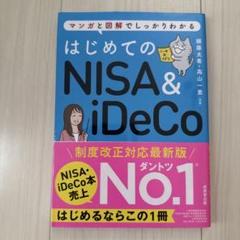 マンガと図解でしっかりわかる
はじめての
NISA&
iDeCo
制度改正対応最新版
NISA・
iDeCo本
売上
ダントツ
No.1
はじめるならこの1冊